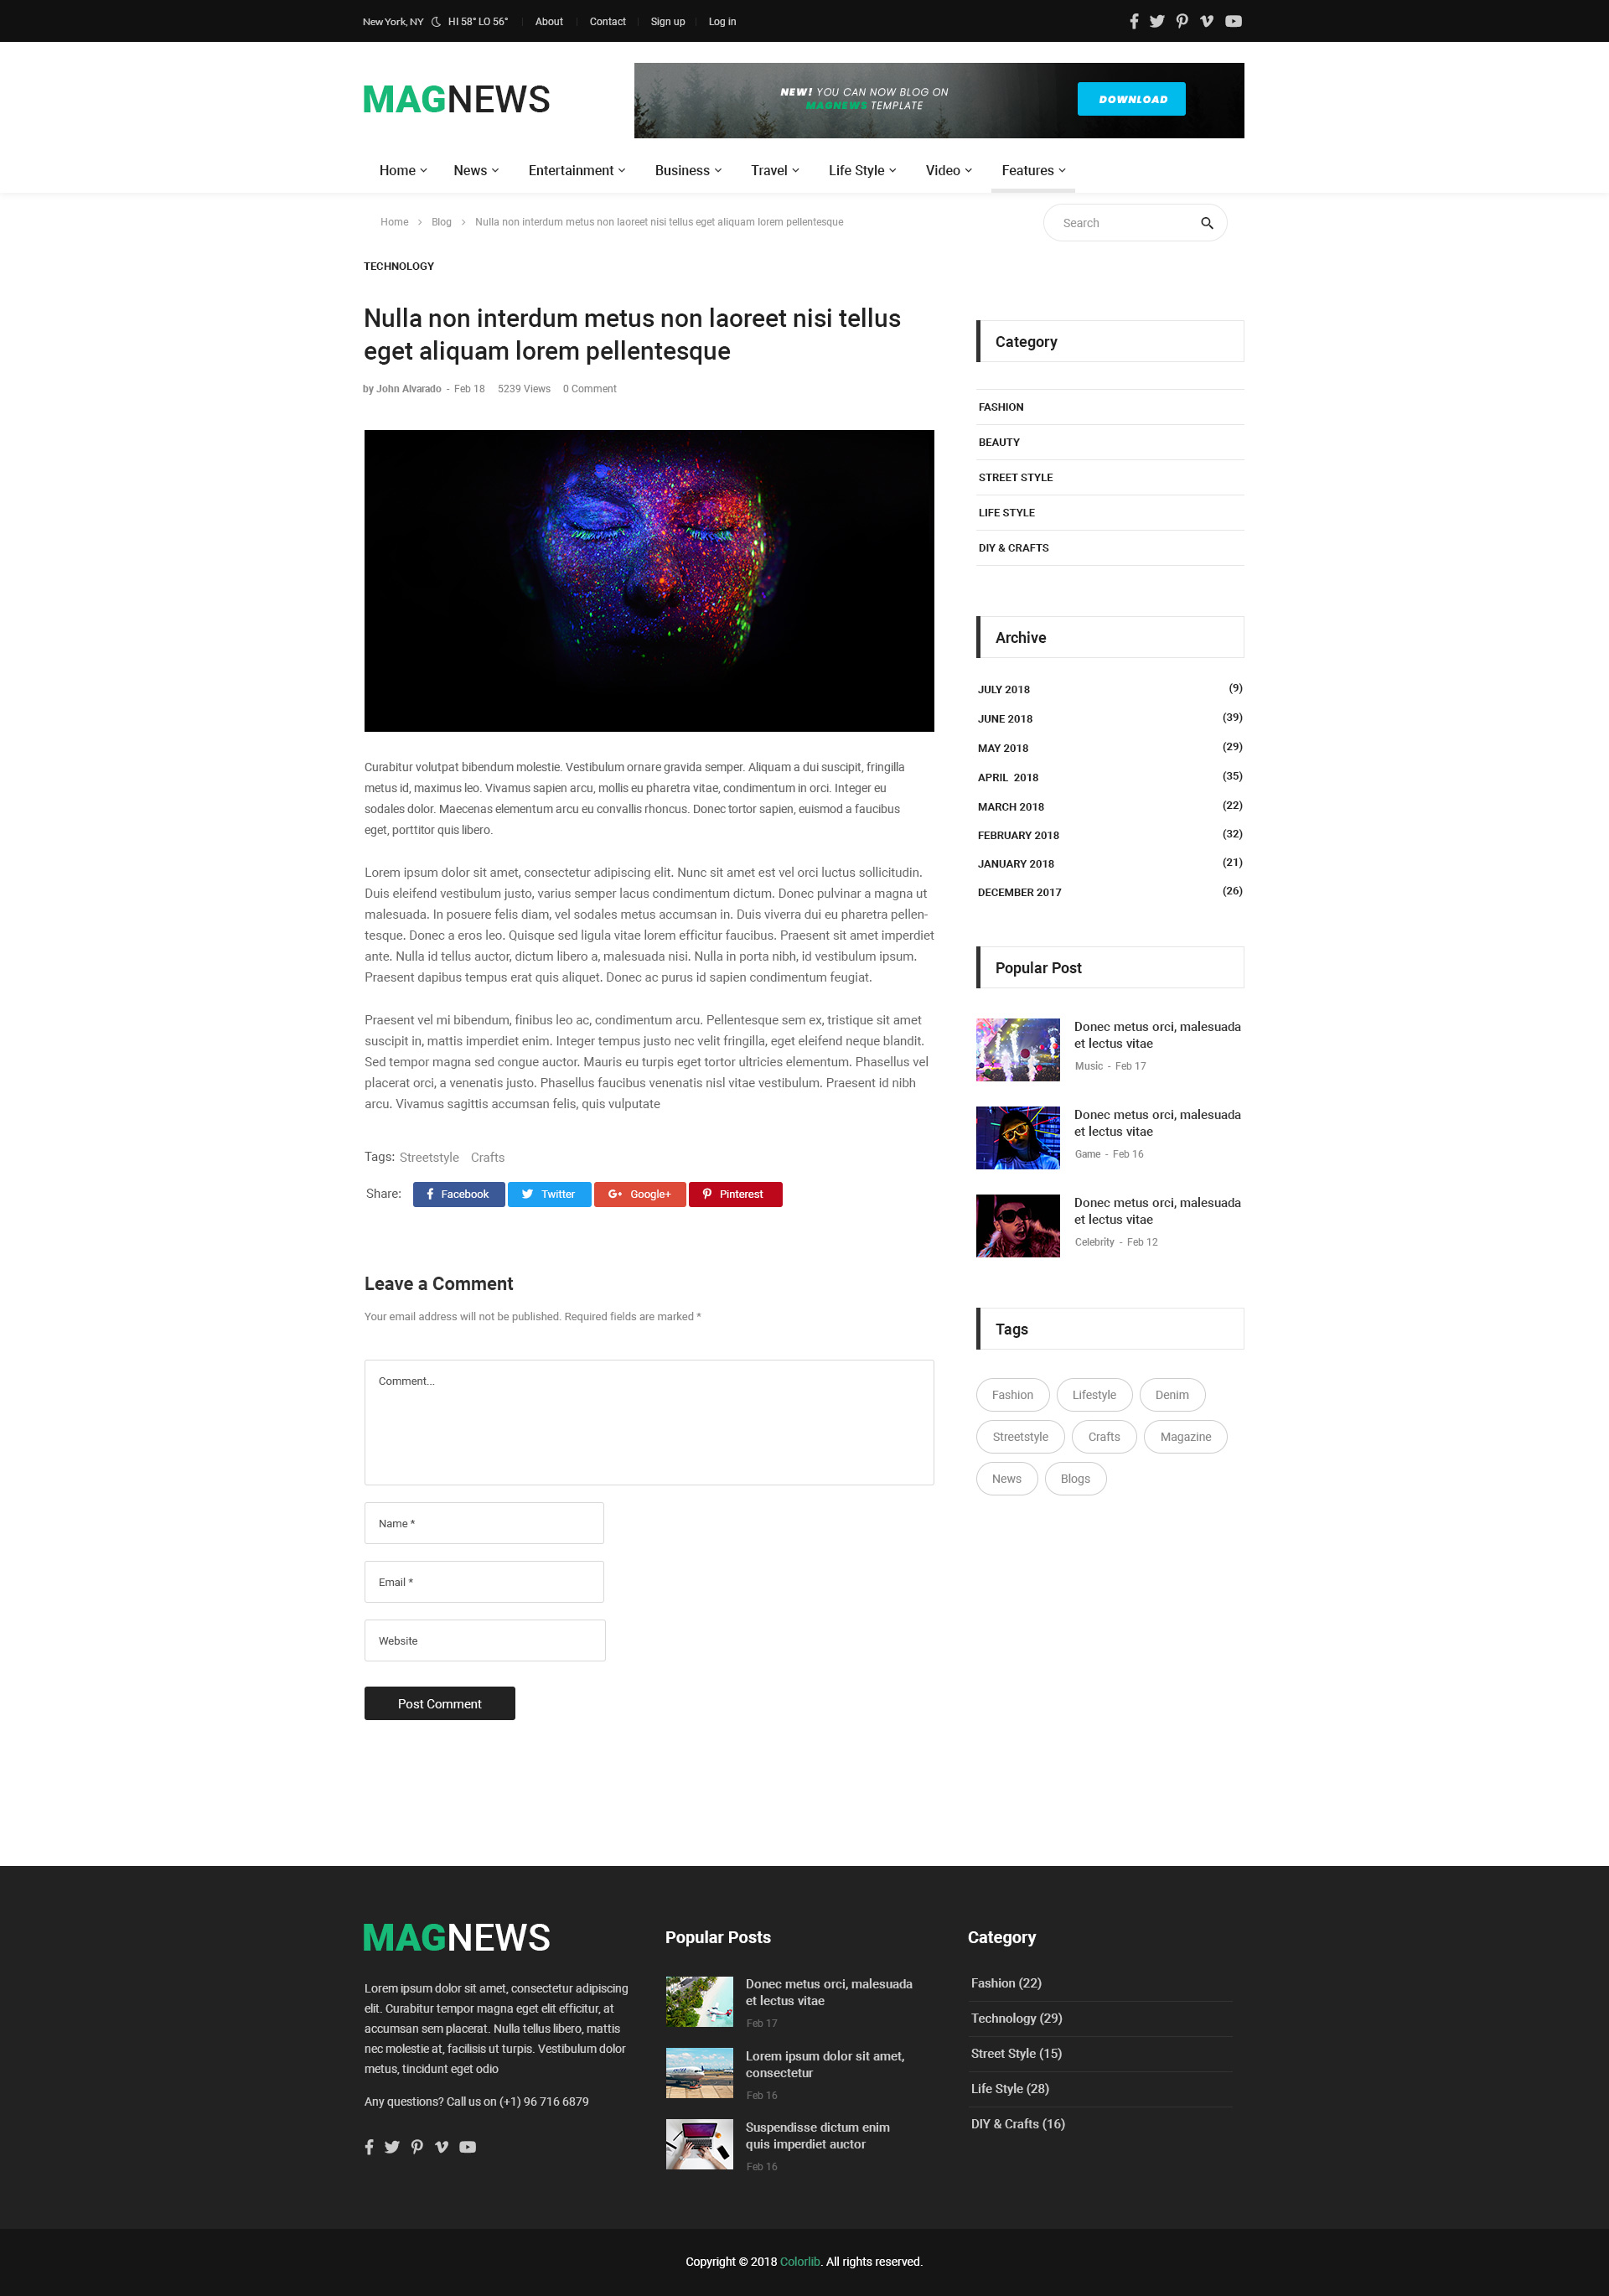 New York, NY HI 58° LO 56° About Contact Sign up Log in
MAGNEWS
NEW! YOU CAN NOW BLOG ON
MAGNEWS TEMPLATE
DOWNLOAD
Home News Entertainment Business Travel Life Style Video Features
Home > Blog > Nulla non interdum metus non laoreet nisi tellus eget aliquam lorem pellentesque
Search
TECHNOLOGY
Nulla non interdum metus non laoreet nisi tellus
eget aliquam lorem pellentesque
by John Alvarado - Feb 18 5239 Views 0 Comment
Curabitur volutpat bibendum molestie. Vestibulum ornare gravida semper. Aliquam a dui suscipit, fringilla
metus id, maximus leo. Vivamus sapien arcu, mollis eu pharetra vitae, condimentum in orci. Integer eu
sodales dolor. Maecenas elementum arcu eu convallis rhoncus. Donec tortor sapien, euismod a faucibus
eget, porttitor quis libero.
Lorem ipsum dolor sit amet, consectetur adipiscing elit. Nunc sit amet est vel orci luctus sollicitudin.
Duis eleifend vestibulum justo, varius semper lacus condimentum dictum. Donec pulvinar a magna ut
malesuada. In posuere felis diam, vel sodales metus accumsan in. Duis viverra dui eu pharetra pellen-
tesque. Donec a eros leo. Quisque sed ligula vitae lorem efficitur faucibus. Praesent sit amet imperdiet
ante. Nulla id tellus auctor, dictum libero a, malesuada nisi. Nulla in porta nibh, id vestibulum ipsum.
Praesent dapibus tempus erat quis aliquet. Donec ac purus id sapien condimentum feugiat.
Praesent vel mi bibendum, finibus leo ac, condimentum arcu. Pellentesque sem ex, tristique sit amet
suscipit in, mattis imperdiet enim. Integer tempus justo nec velit fringilla, eget eleifend neque blandit.
Sed tempor magna sed congue auctor. Mauris eu turpis eget tortor ultricies elementum. Phasellus vel
placerat orci, a venenatis justo. Phasellus faucibus venenatis nisl vitae vestibulum. Praesent id nibh
arcu. Vivamus sagittis accumsan felis, quis vulputate
Tags: Streetstyle Crafts
Share: Facebook Twitter Google+ Pinterest
Leave a Comment
Your email address will not be published. Required fields are marked *
Comment...
Name *
Email *
Website
Post Comment
Category
FASHION
BEAUTY
STREET STYLE
LIFE STYLE
DIY & CRAFTS
Archive
JULY 2018 (9)
JUNE 2018 (39)
MAY 2018 (29)
APRIL 2018 (35)
MARCH 2018 (22)
FEBRUARY 2018 (32)
JANUARY 2018 (21)
DECEMBER 2017 (26)
Popular Post
Donec metus orci, malesuada
et lectus vitae
Music - Feb 17
Donec metus orci, malesuada
et lectus vitae
Game - Feb 16
Donec metus orci, malesuada
et lectus vitae
Celebrity - Feb 12
Tags
Fashion Lifestyle Denim
Streetstyle Crafts Magazine
News Blogs
MAGNEWS
Lorem ipsum dolor sit amet, consectetur adipiscing
elit. Curabitur tempor magna eget elit efficitur, at
accumsan sem placerat. Nulla tellus libero, mattis
nec molestie at, facilisis ut turpis. Vestibulum dolor
metus, tincidunt eget odio
Any questions? Call us on (+1) 96 716 6879
Popular Posts
Donec metus orci, malesuada
et lectus vitae
Feb 17
Lorem ipsum dolor sit amet,
consectetur
Feb 16
Suspendisse dictum enim
quis imperdiet auctor
Feb 16
Category
Fashion (22)
Technology (29)
Street Style (15)
Life Style (28)
DIY & Crafts (16)
Copyright © 2018 Colorlib. All rights reserved.